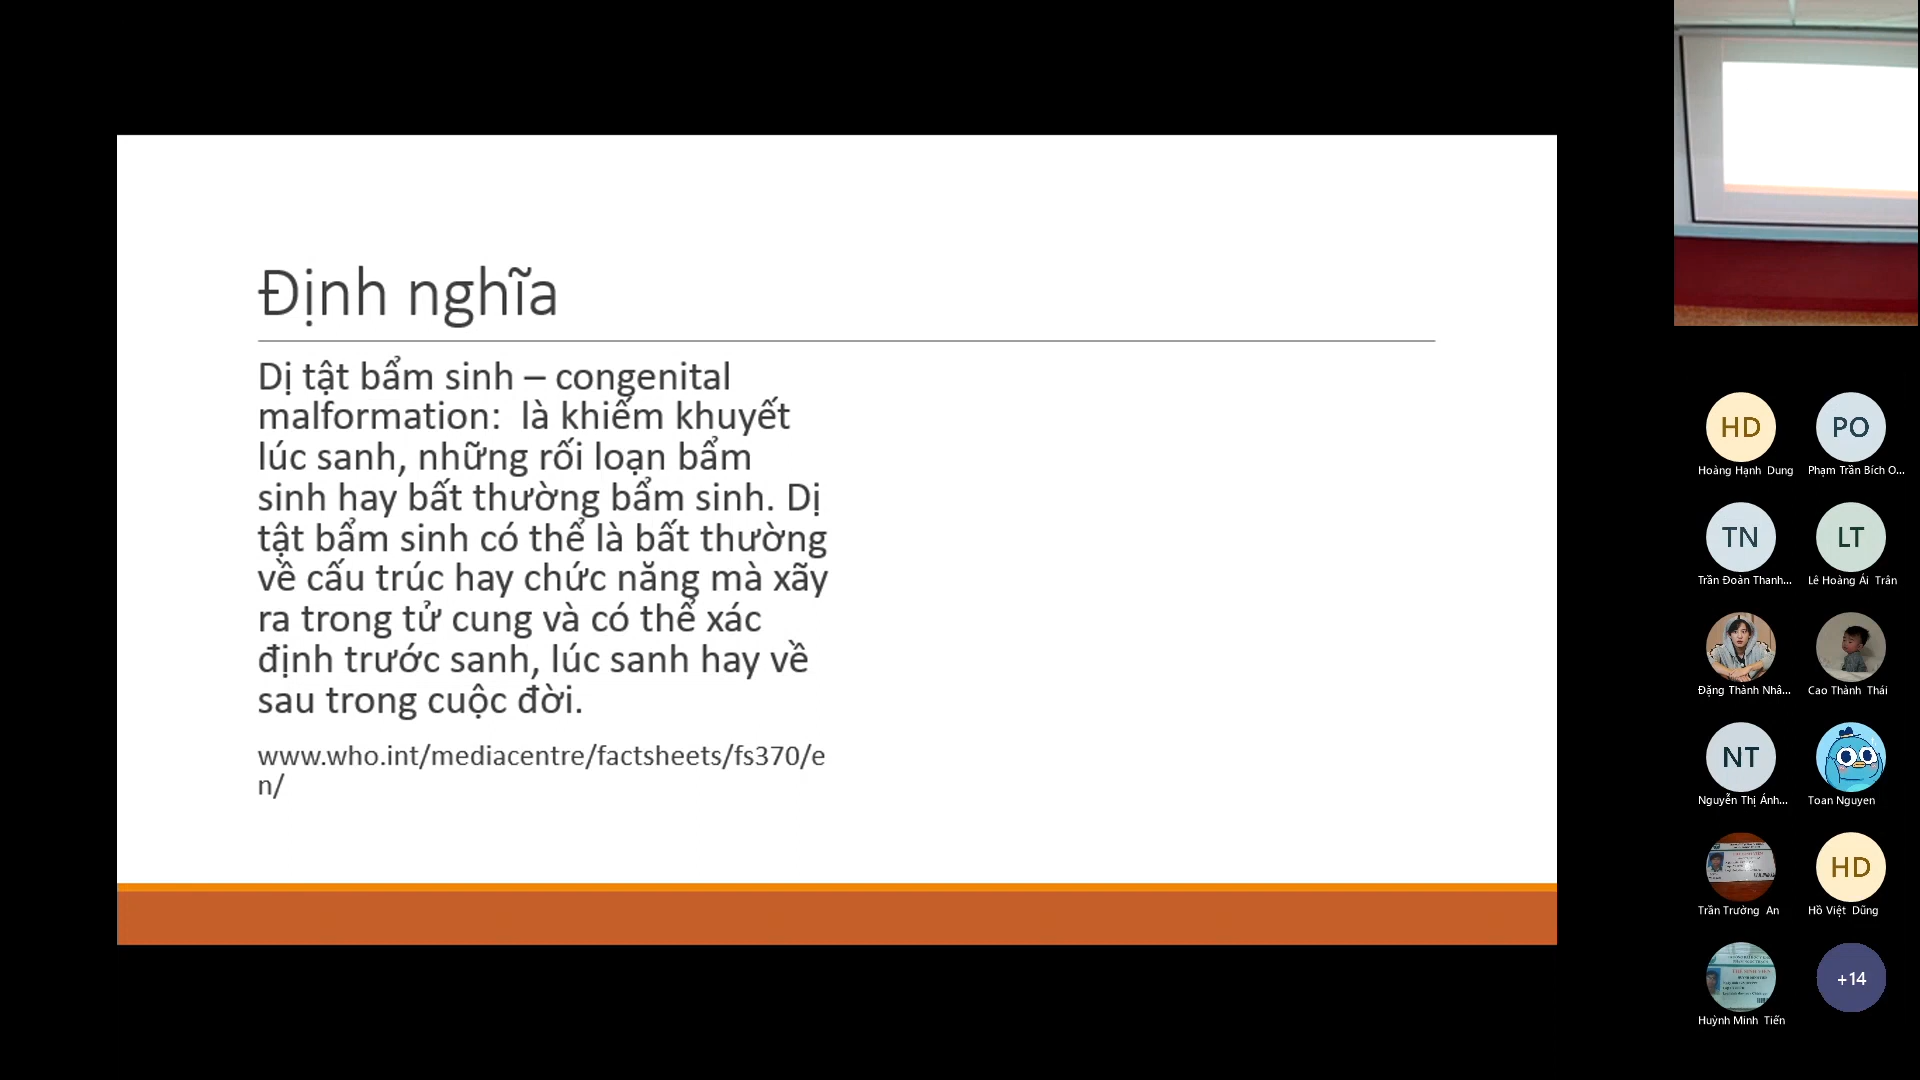 Định nghĩa
Dị tật bẩm sinh – congenital
malformation:  là khiếm khuyết
lúc sanh, những rối loạn bẩm
sinh hay bất thường bẩm sinh. Dị
tật bẩm sinh có thể là bất thường
về cấu trúc hay chức năng mà xãy
ra trong tử cung và có thể xác
định trước sanh, lúc sanh hay về
sau trong cuộc đời.
www.who.int/mediacentre/factsheets/fs370/e
n/
HD
PO
Hoàng Hạnh  Dung
Phạm Trần Bích O...
TN
LT
Trần Đoàn Thanh...
Lê Hoàng Ái  Trân
Đặng Thành Nhâ...
Cao Thành  Thái
NT
Nguyễn Thị Ánh...
Toan Nguyen
HD
Trần Trường  An
Hồ Việt  Dũng
+14
Huỳnh Minh  Tiến